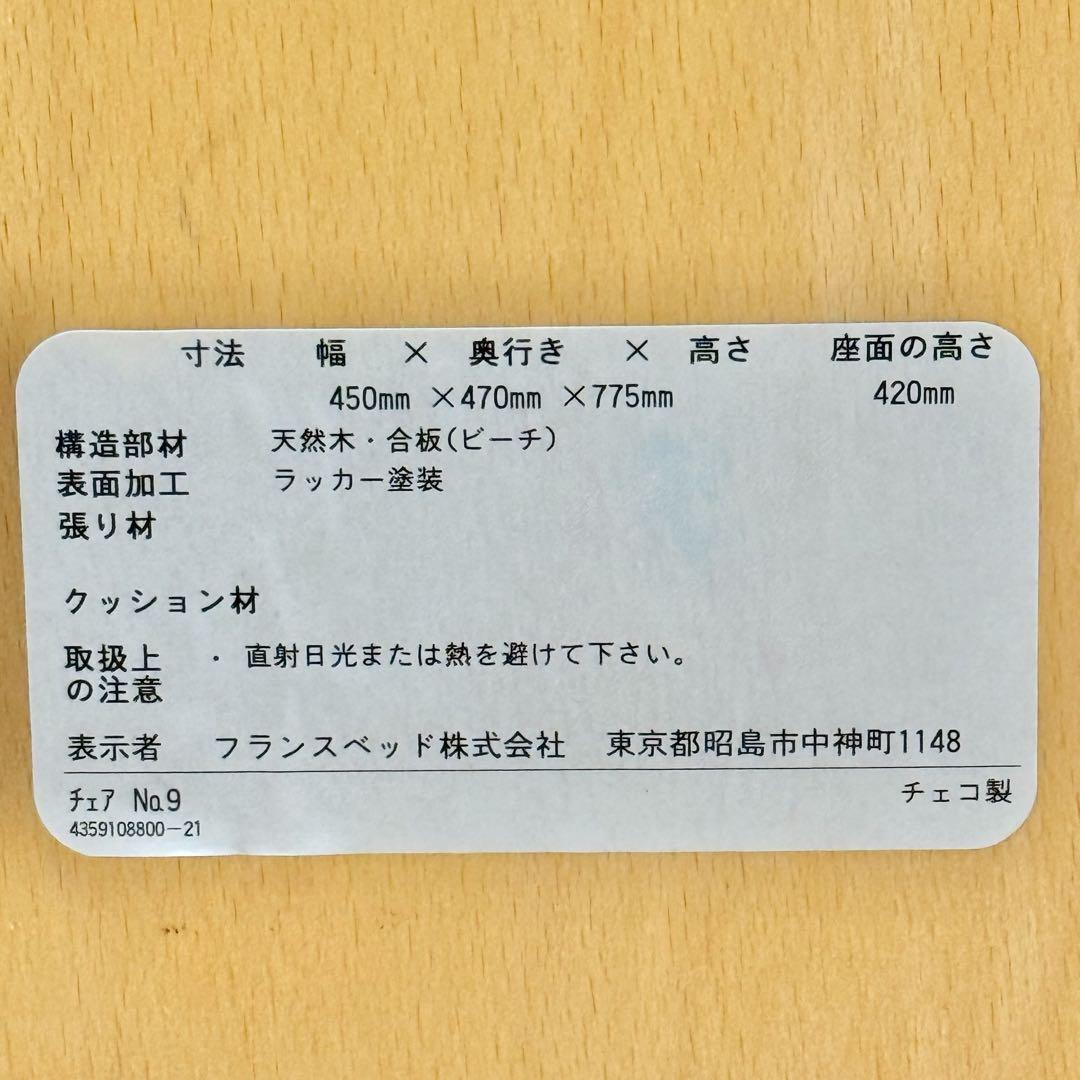 寸法 幅 × 奥行き × 高さ 座面の高さ
450mm ×470mm ×775mm 420mm
構造部材 天然木・合板(ビーチ)
表面加工 ラッカー塗装
張り材
クッション材
取扱上の注意 ・ 直射日光または熱を避けて下さい。
表示者 フランスベッド株式会社 東京都昭島市中神町1148
チェア No.9 チェコ製
4359108800-21